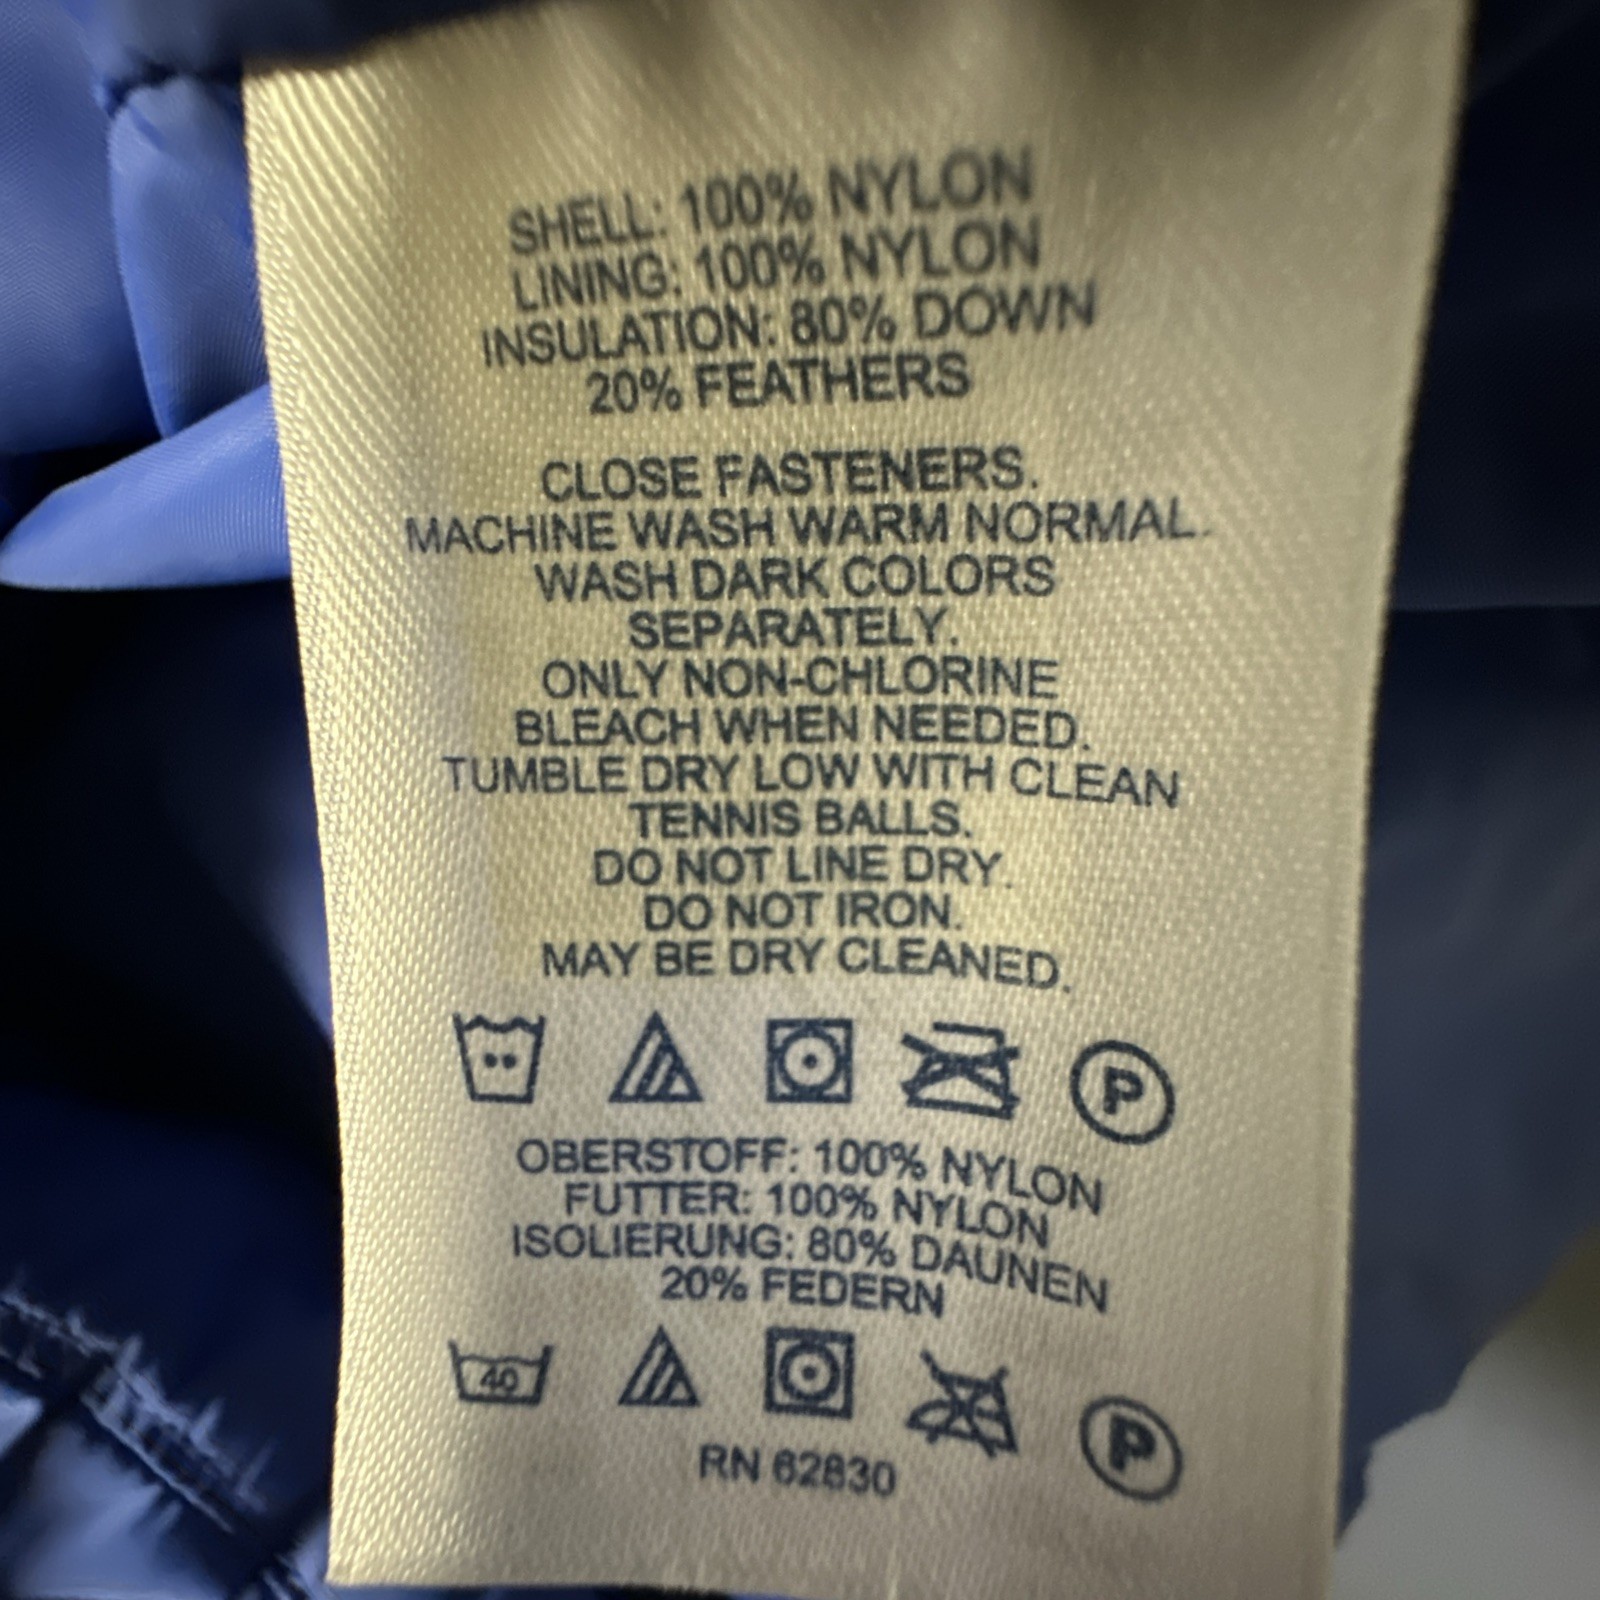 SHELL: 100% NYLON
LINING: 100% NYLON
INSULATION: 80% DOWN
20% FEATHERS
CLOSE FASTENERS.
MACHINE WASH WARM NORMAL.
WASH DARK COLORS
SEPARATELY.
ONLY NON-CHLORINE
BLEACH WHEN NEEDED.
TUMBLE DRY LOW WITH CLEAN
TENNIS BALLS.
DO NOT LINE DRY.
DO NOT IRON.
MAY BE DRY CLEANED.
P
OBERSTOFF: 100% NYLON
FUTTER: 100% NYLON
ISOLIERUNG: 80% DAUNEN
20% FEDERN
40 P
RN 62830